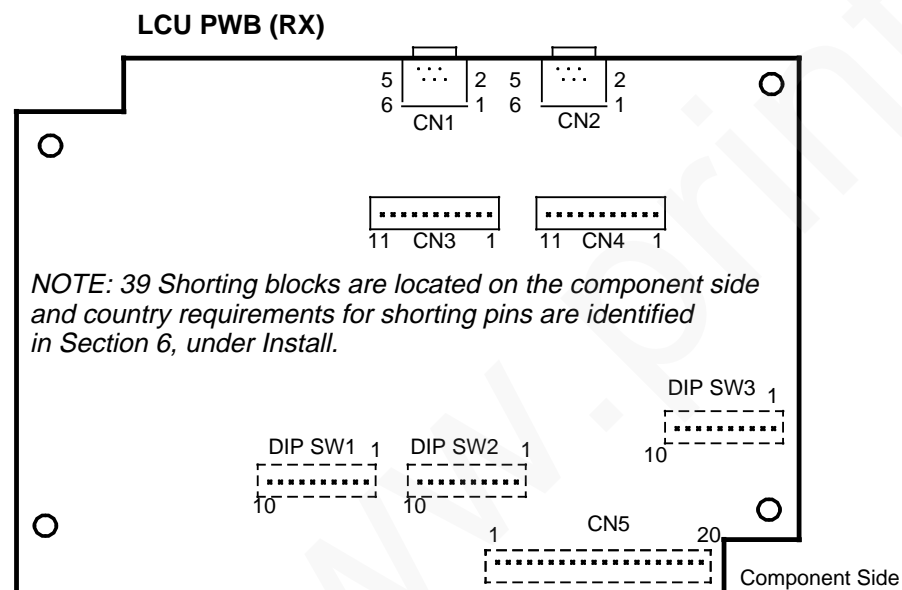 LCU PWB (RX)
5 2 5 2
6 1 6 1
CN1 CN2
11 CN3 1 11 CN4 1
NOTE: 39 Shorting blocks are located on the component side
and country requirements for shorting pins are identified
in Section 6, under Install.
DIP SW3 1
10
DIP SW1 1 DIP SW2 1
10 10
1 CN5 20
Component Side
www.print